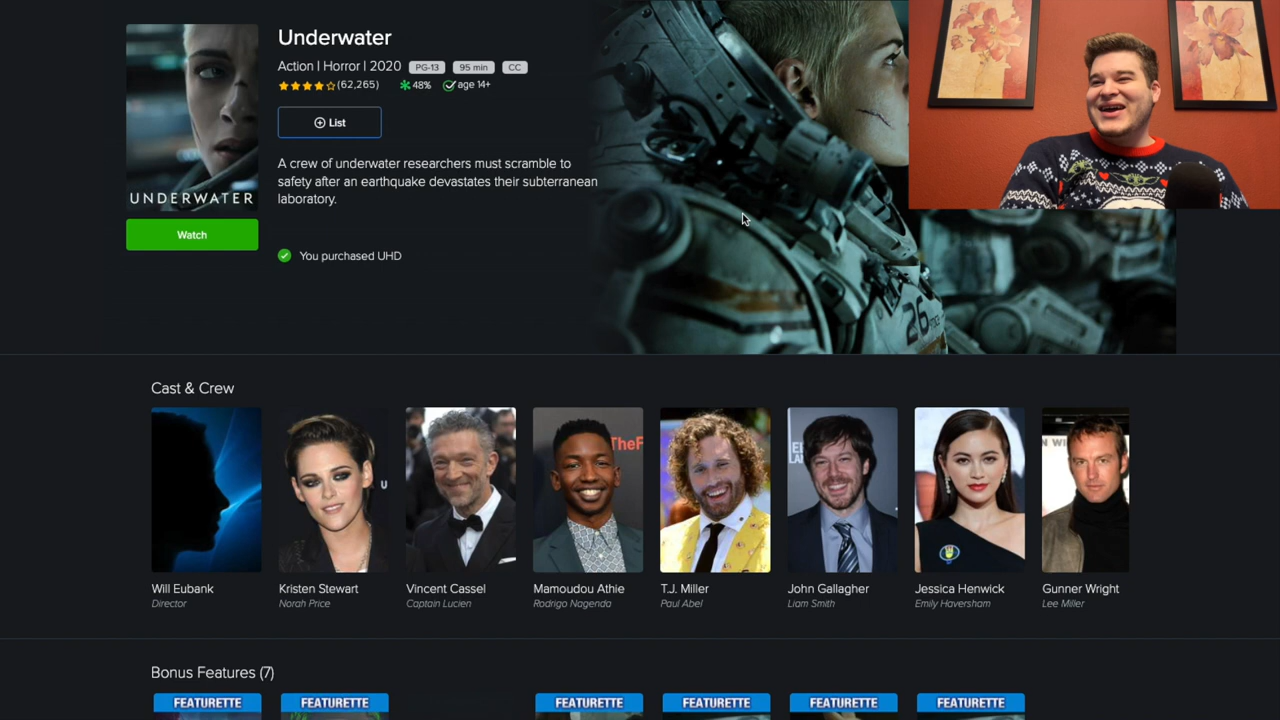 Underwater
Action | Horror | 2020 PG-13 95 min CC
(62,265) 48% age 14+
List
A crew of underwater researchers must scramble to
safety after an earthquake devastates their subterranean
laboratory.
UNDERWATER
Watch
You purchased UHD
26
Cast & Crew
Will Eubank
Director
Kristen Stewart
Norah Price
Vincent Cassel
Captain Lucien
Mamoudou Athie
Rodrigo Nagenda
T.J. Miller
Paul Abel
John Gallagher
Liam Smith
Jessica Henwick
Emily Haversham
Gunner Wright
Lee Miller
Bonus Features (7)
FEATURETTE
FEATURETTE
FEATURETTE
FEATURETTE
FEATURETTE
FEATURETTE